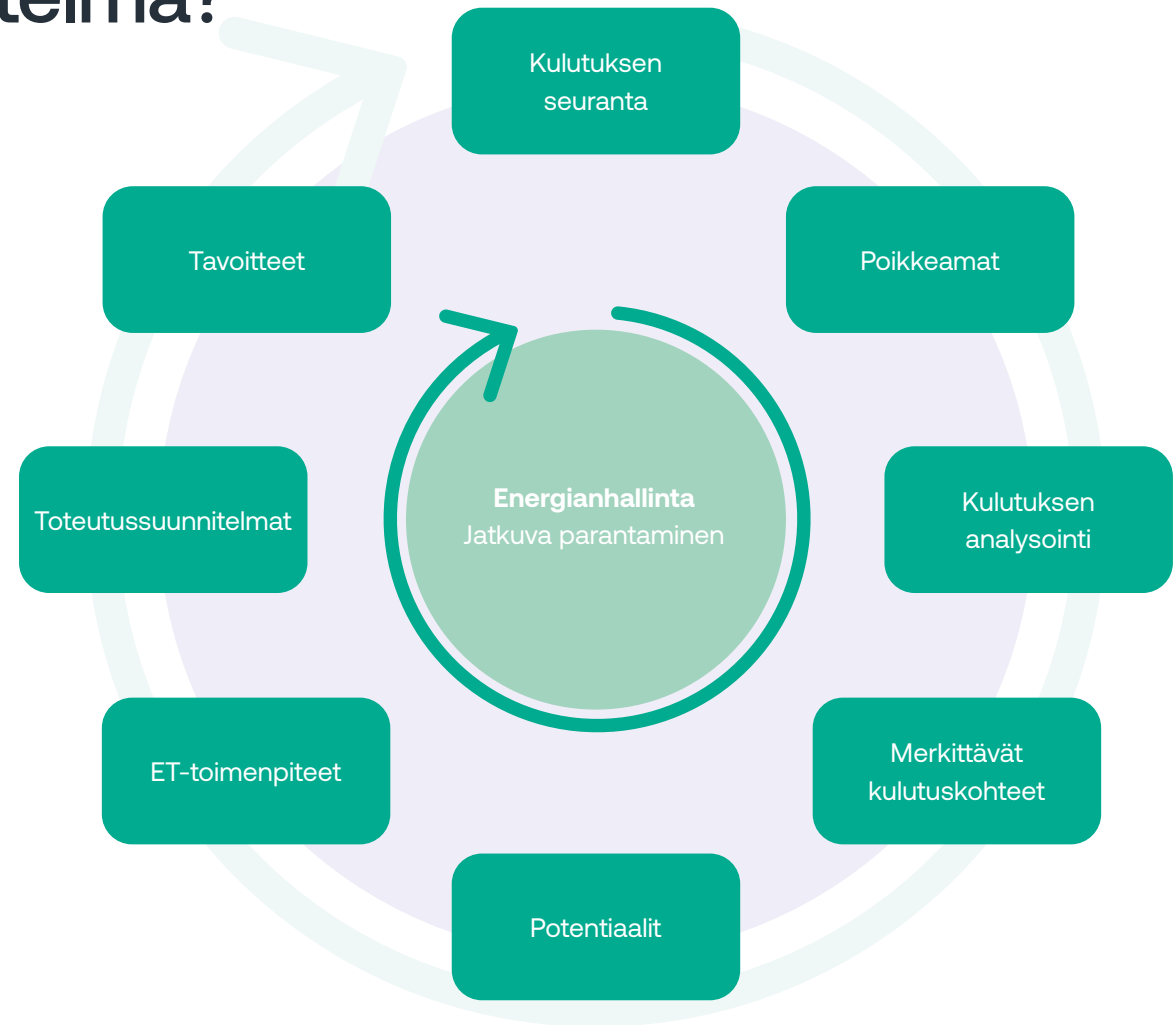 Kulutuksen
seuranta
Poikkeamat
Kulutuksen
analysointi
Merkittävät
kulutuskohteet
Potentiaalit
ET-toimenpiteet
Toteutussuunnitelmat
Tavoitteet
Energianhallinta
Jatkuva parantaminen